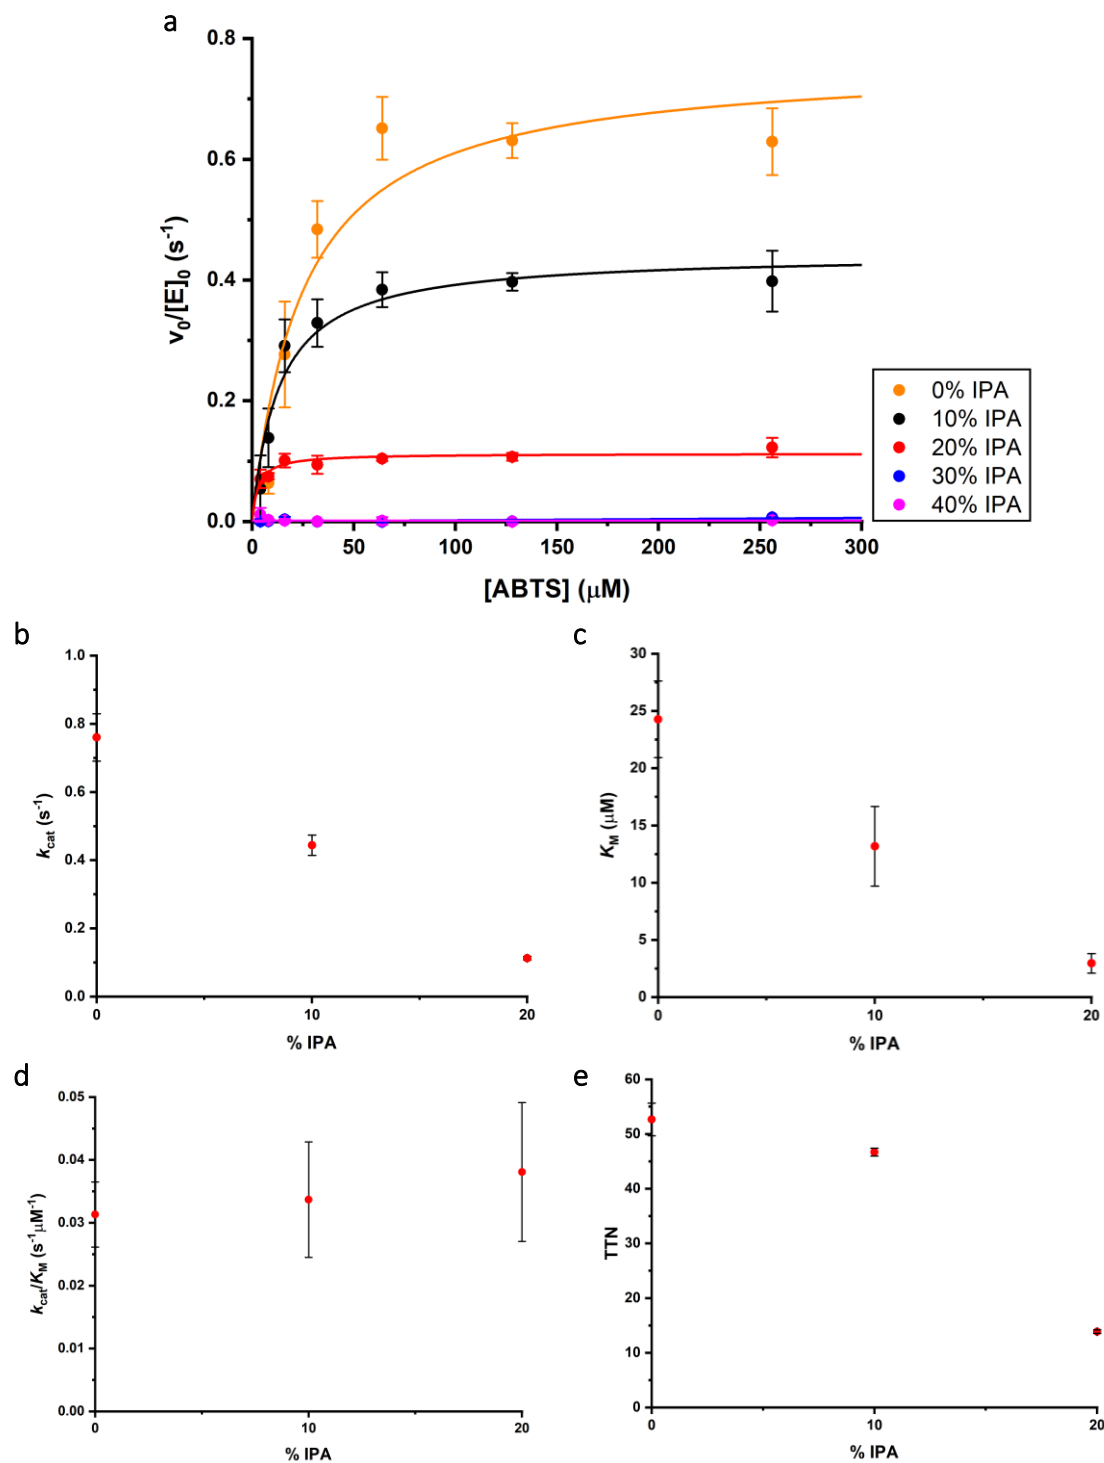 a
0.8
0.6
0.4
0.2
0.0
v₀/[E]₀ (s⁻¹)
0 50 100 150 200 250 300
[ABTS] (μM)
0% IPA
10% IPA
20% IPA
30% IPA
40% IPA
b
1.0
0.8
0.6
0.4
0.2
0.0
k_cat (s⁻¹)
0 10 20
% IPA
c
30
25
20
15
10
5
0
K_M (μM)
0 10 20
% IPA
d
0.05
0.04
0.03
0.02
0.01
0.00
k_cat/K_M (s⁻¹μM⁻¹)
0 10 20
% IPA
e
60
50
40
30
20
10
0
TTN
0 10 20
% IPA